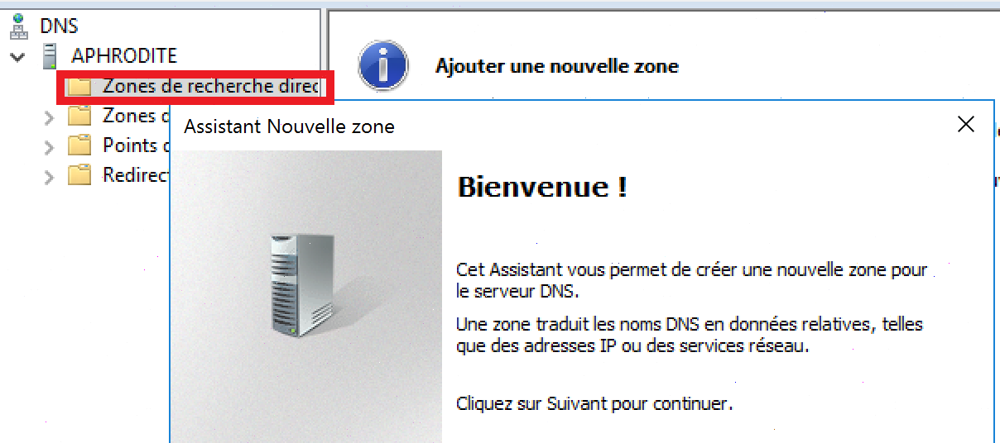 DNS
APHRODITE
Zones de recherche direc
Zones d
Points
Redirec
Ajouter une nouvelle zone
Assistant Nouvelle zone
Bienvenue !
Cet Assistant vous permet de créer une nouvelle zone pour
le serveur DNS.
Une zone traduit les noms DNS en données relatives, telles
que des adresses IP ou des services réseau.
Cliquez sur Suivant pour continuer.